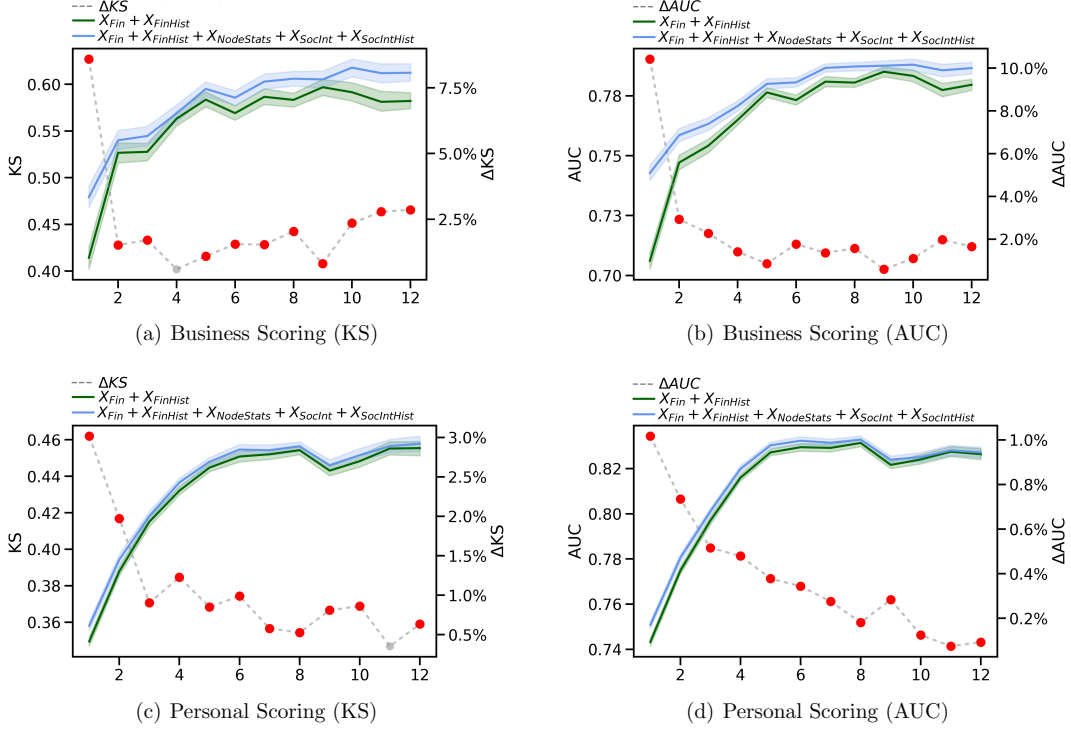 ΔKS
X_Fin + X_FinHist
X_Fin + X_FinHist + X_NodeStats + X_SocInt + X_SocIntHist
0.60
0.55
0.50
0.45
0.40
KS
7.5%
5.0%
2.5%
ΔKS
2 4 6 8 10 12
(a) Business Scoring (KS)
ΔAUC
X_Fin + X_FinHist
X_Fin + X_FinHist + X_NodeStats + X_SocInt + X_SocIntHist
0.78
0.75
0.73
0.70
AUC
10.0%
8.0%
6.0%
4.0%
2.0%
ΔAUC
2 4 6 8 10 12
(b) Business Scoring (AUC)
ΔKS
X_Fin + X_FinHist
X_Fin + X_FinHist + X_NodeStats + X_SocInt + X_SocIntHist
0.46
0.44
0.42
0.40
0.38
0.36
KS
3.0%
2.5%
2.0%
1.5%
1.0%
0.5%
ΔKS
2 4 6 8 10 12
(c) Personal Scoring (KS)
ΔAUC
X_Fin + X_FinHist
X_Fin + X_FinHist + X_NodeStats + X_SocInt + X_SocIntHist
0.82
0.80
0.78
0.76
0.74
AUC
1.0%
0.8%
0.6%
0.4%
0.2%
ΔAUC
2 4 6 8 10 12
(d) Personal Scoring (AUC)